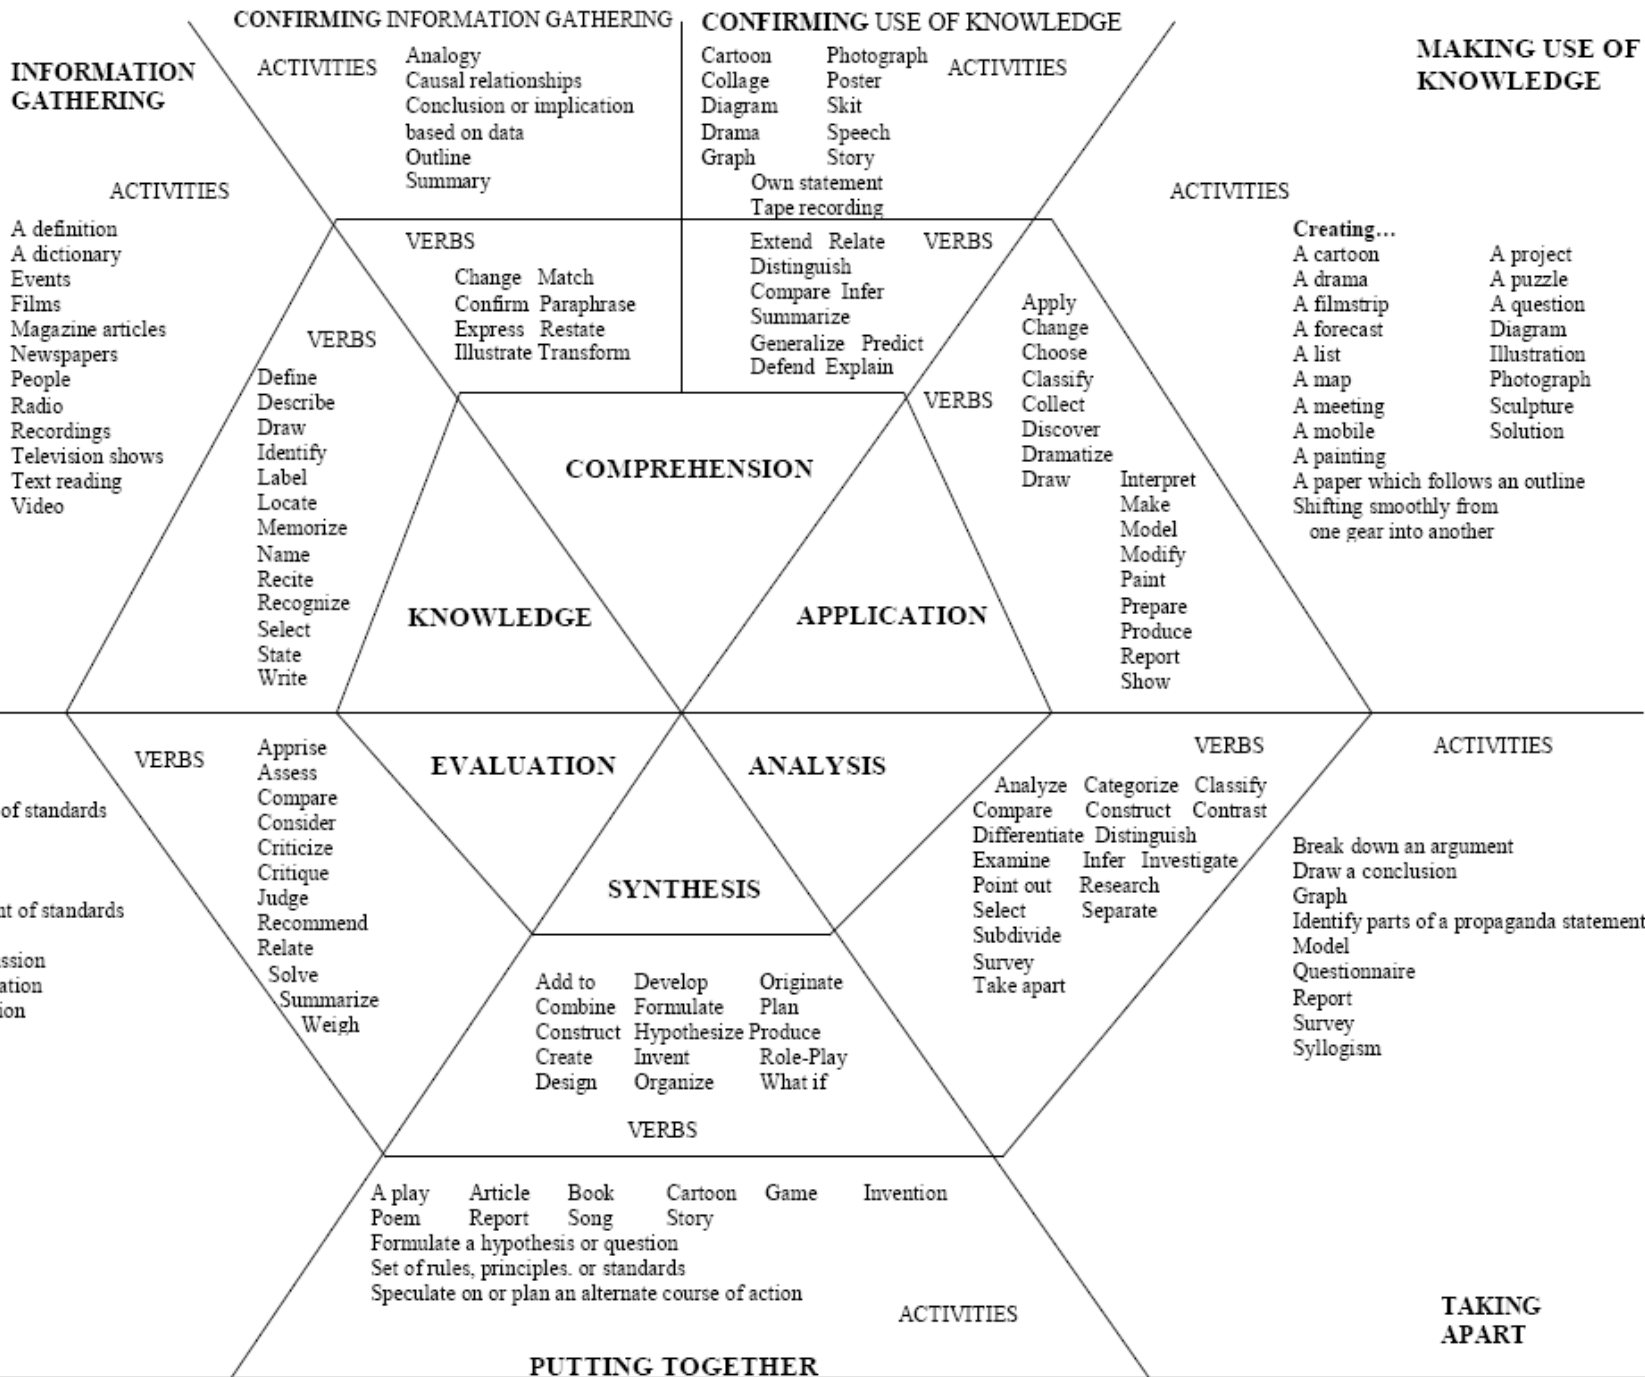 CONFIRMING INFORMATION GATHERING
ACTIVITIES
Analogy
Causal relationships
Conclusion or implication
based on data
Outline
Summary
CONFIRMING USE OF KNOWLEDGE
Cartoon Photograph
Collage Poster
Diagram Skit
Drama Speech
Graph Story
Own statement
Tape recording
ACTIVITIES
MAKING USE OF
KNOWLEDGE
INFORMATION
GATHERING
ACTIVITIES
A definition
A dictionary
Events
Films
Magazine articles
Newspapers
People
Radio
Recordings
Television shows
Text reading
Video
VERBS
Define
Describe
Draw
Identify
Label
Locate
Memorize
Name
Recite
Recognize
Select
State
Write
VERBS
Change Match
Confirm Paraphrase
Express Restate
Illustrate Transform
VERBS
Extend Relate
Distinguish
Compare Infer
Summarize
Generalize Predict
Defend Explain
VERBS
Apply
Change
Choose
Classify
Collect
Discover
Dramatize
Draw
Interpret
Make
Model
Modify
Paint
Prepare
Produce
Report
Show
ACTIVITIES
Creating...
A cartoon A project
A drama A puzzle
A filmstrip A question
A forecast Diagram
A list Illustration
A map Photograph
A meeting Sculpture
A mobile Solution
A painting
A paper which follows an outline
Shifting smoothly from
one gear into another
COMPREHENSION
KNOWLEDGE
APPLICATION
EVALUATION
ANALYSIS
SYNTHESIS
VERBS
Apprise
Assess
Compare
Consider
Criticize
Critique
Judge
Recommend
Relate
Solve
Summarize
Weigh
of standards
of standards
VERBS
Analyze Categorize Classify
Compare Construct Contrast
Differentiate Distinguish
Examine Infer Investigate
Point out Research
Select Separate
Subdivide
Survey
Take apart
ACTIVITIES
Break down an argument
Draw a conclusion
Graph
Identify parts of a propaganda statement
Model
Questionnaire
Report
Survey
Syllogism
Add to Develop Originate
Combine Formulate Plan
Construct Hypothesize Produce
Create Invent Role-Play
Design Organize What if
VERBS
A play Article Book Cartoon Game Invention
Poem Report Song Story
Formulate a hypothesis or question
Set of rules, principles. or standards
Speculate on or plan an alternate course of action
ACTIVITIES
PUTTING TOGETHER
TAKING
APART